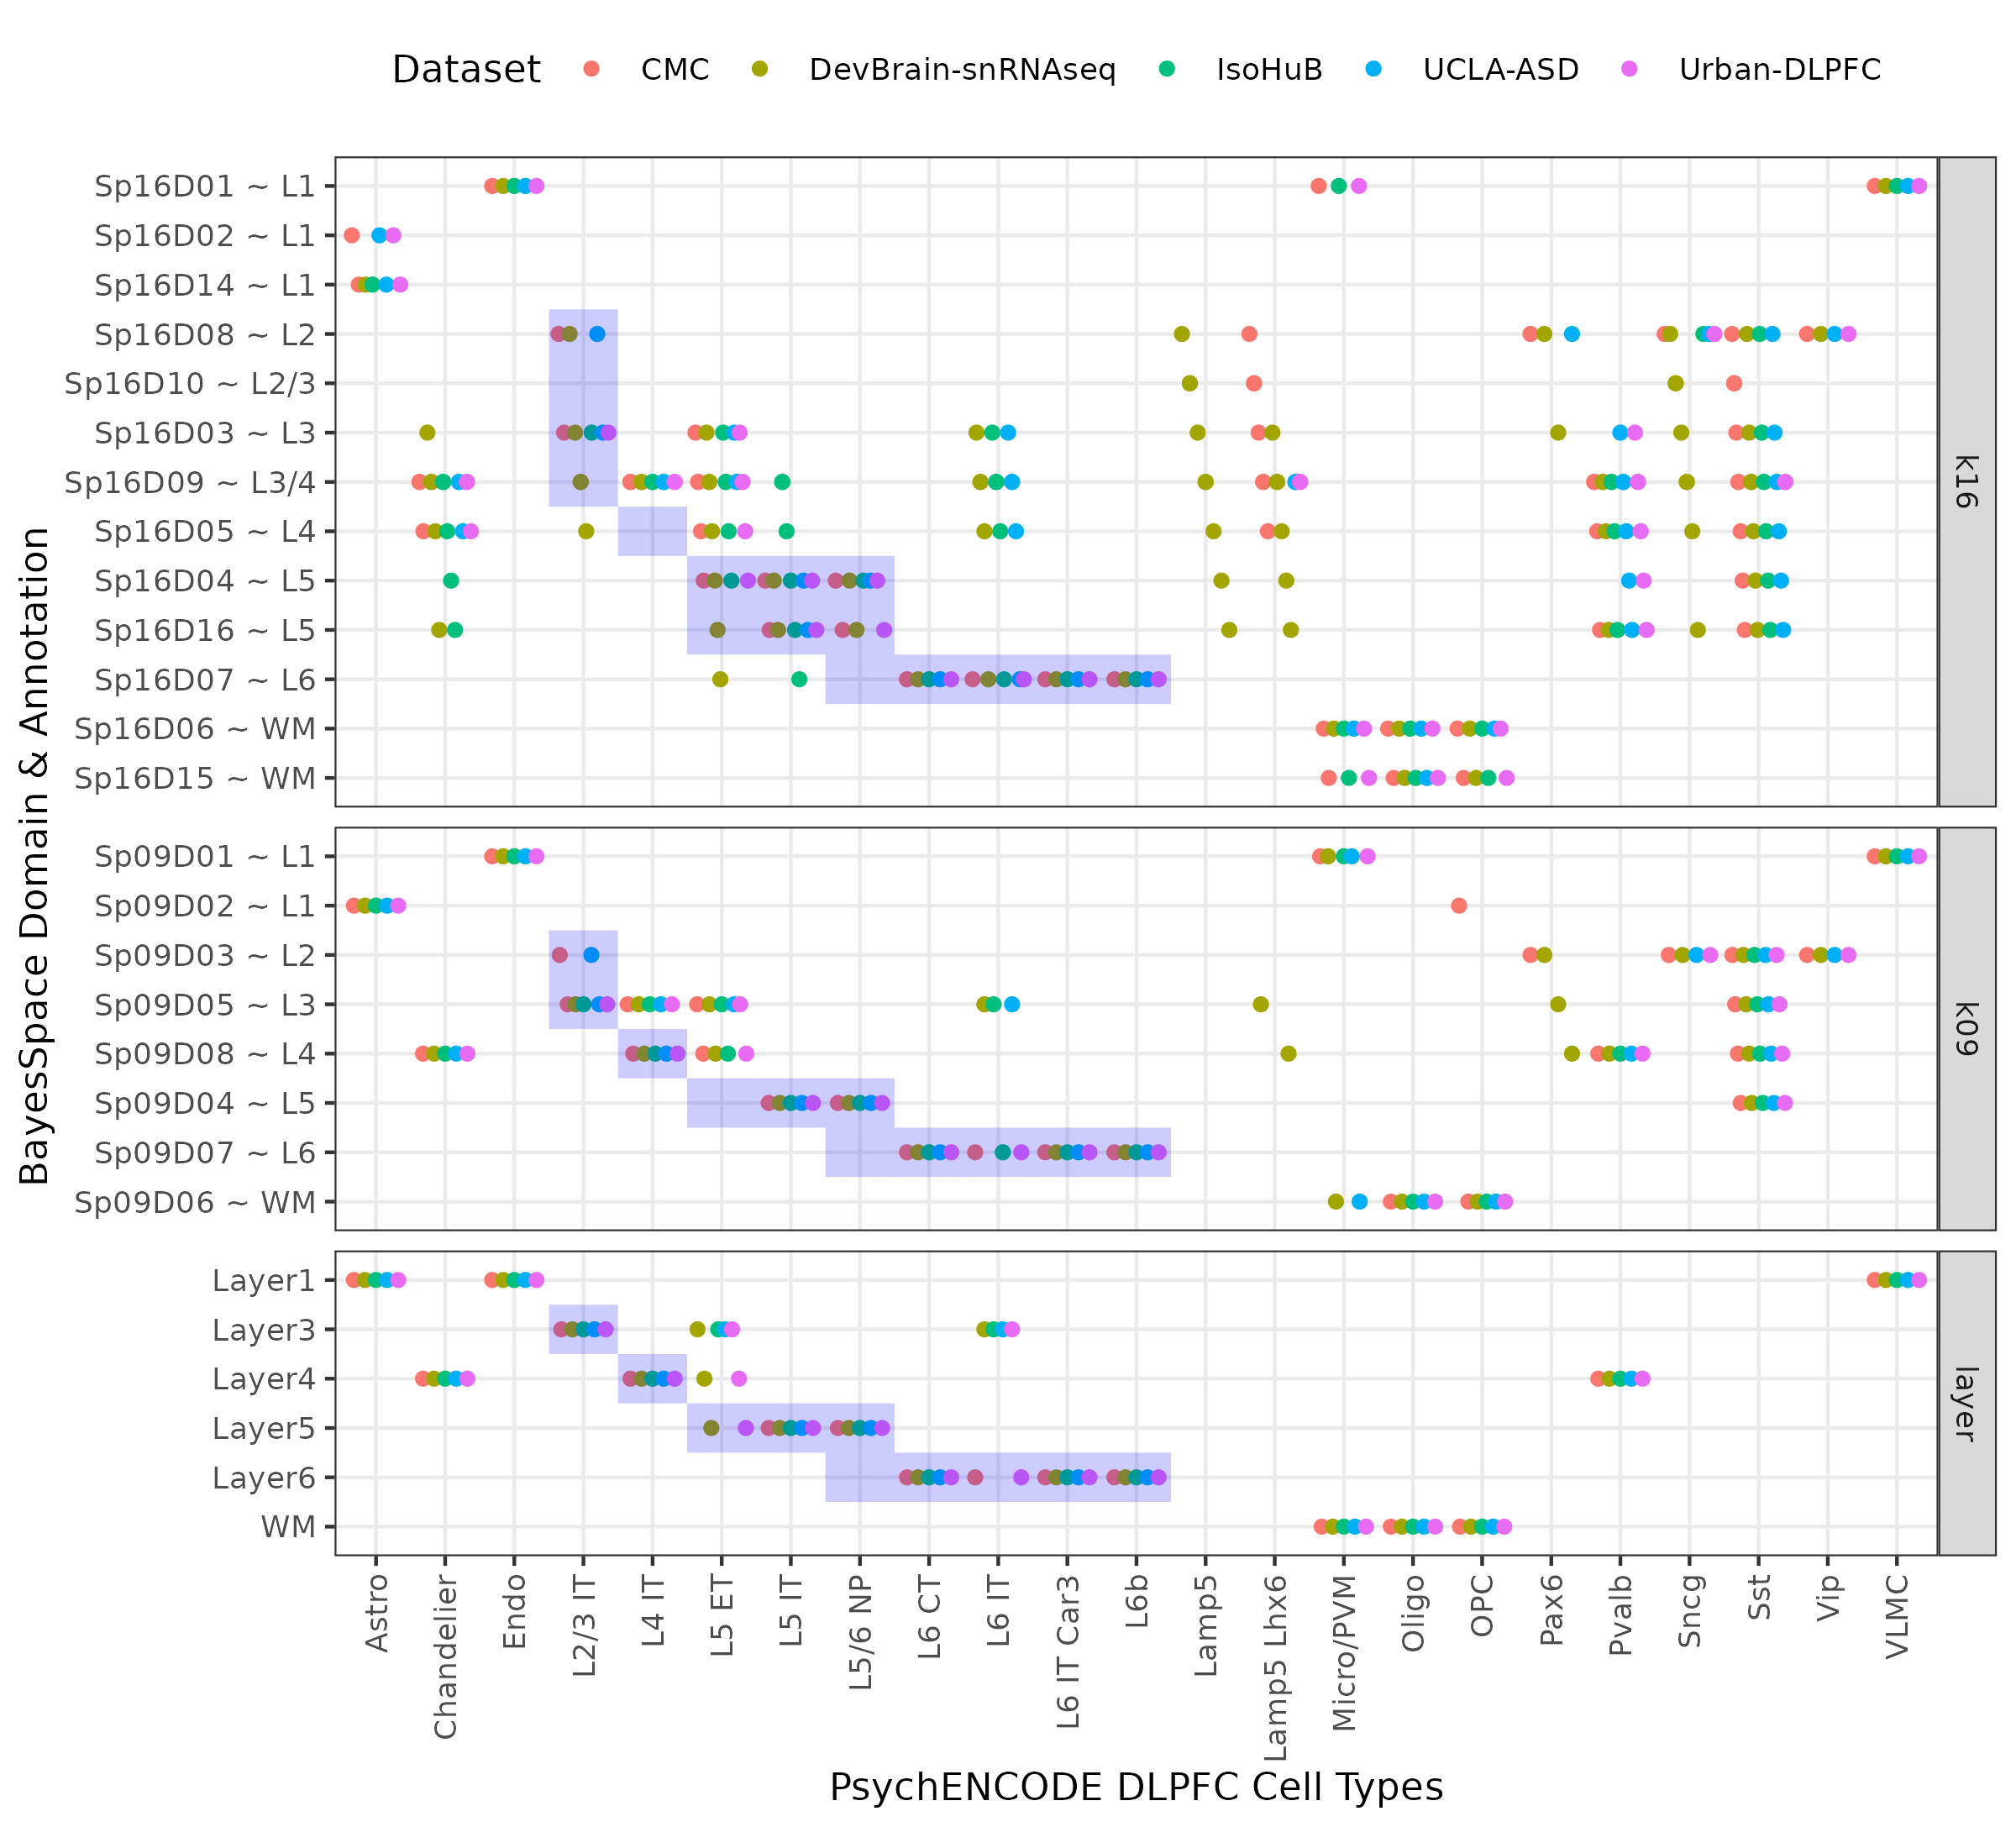 Dataset CMC DevBrain-snRNAseq IsoHuB UCLA-ASD Urban-DLPFC
BayesSpace Domain & Annotation
Sp16D01 ~ L1
Sp16D02 ~ L1
Sp16D14 ~ L1
Sp16D08 ~ L2
Sp16D10 ~ L2/3
Sp16D03 ~ L3
Sp16D09 ~ L3/4
Sp16D05 ~ L4
Sp16D04 ~ L5
Sp16D16 ~ L5
Sp16D07 ~ L6
Sp16D06 ~ WM
Sp16D15 ~ WM
k16
Sp09D01 ~ L1
Sp09D02 ~ L1
Sp09D03 ~ L2
Sp09D05 ~ L3
Sp09D08 ~ L4
Sp09D04 ~ L5
Sp09D07 ~ L6
Sp09D06 ~ WM
k09
Layer1
Layer3
Layer4
Layer5
Layer6
WM
layer
Astro
Chandelier
Endo
L2/3 IT
L4 IT
L5 ET
L5 IT
L5/6 NP
L6 CT
L6 IT
L6 IT Car3
L6b
Lamp5
Lamp5 Lhx6
Micro/PVM
Oligo
OPC
Pax6
Pvalb
Sncg
Sst
Vip
VLMC
PsychENCODE DLPFC Cell Types